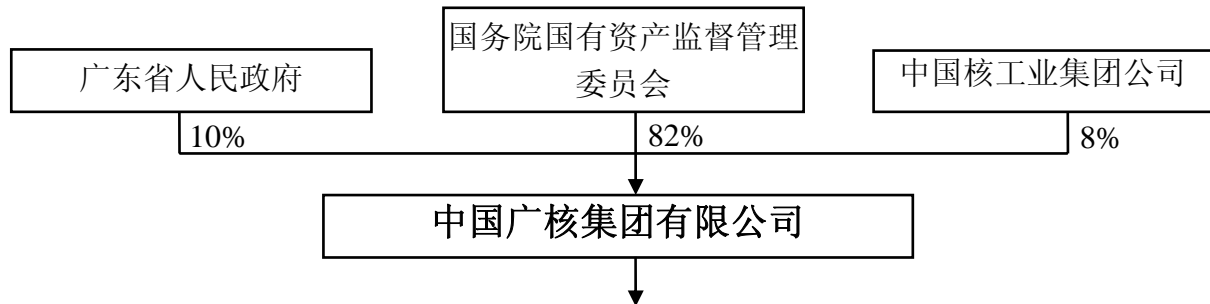 广东省人民政府
国务院国有资产监督管理
委员会
中国核工业集团公司
10%
82%
8%
中国广核集团有限公司